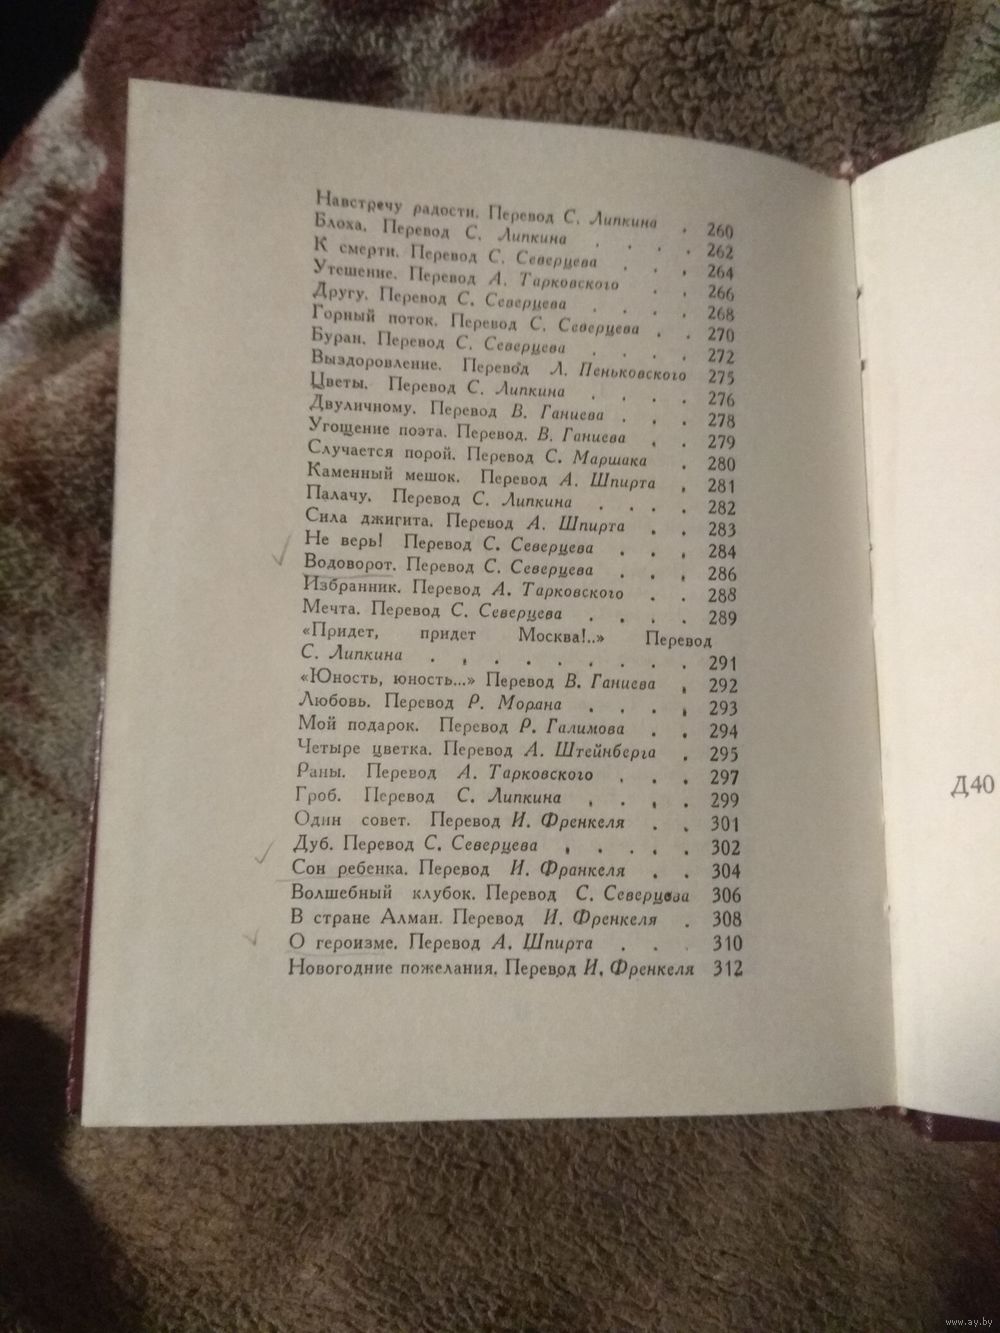 Навстречу радости. Перевод С. Липкина . 260
Блоха. Перевод С. Липкина . . . . 262
К смерти. Перевод С. Северцева . . . 264
Утешение. Перевод А. Тарковского . . 266
Другу. Перевод С. Северцева . . . . 268
Горный поток. Перевод С. Северцева . . 270
Буран. Перевод С. Северцева . . . . 272
Выздоровление. Перевод Л. Пеньковского 275
Цветы. Перевод С. Липкина . . . . 276
Двуличному. Перевод В. Ганиева . . . 278
Угощение поэта. Перевод. В. Ганиева . . 279
Случается порой. Перевод С. Маршака . 280
Каменный мешок. Перевод А. Шпирта . 281
Палачу. Перевод С. Липкина . . . . 282
Сила джигита. Перевод А. Шпирта . . 283
Не верь! Перевод С. Северцева . . . 284
Водоворот. Перевод С. Северцева . . . 286
Избранник. Перевод А. Тарковского . . 288
Мечта. Перевод С. Северцева . . . . 289
«Придет, придет Москва!..» Перевод
С. Липкина . . . . . . . . . 291
«Юность, юность...» Перевод В. Ганиева . 292
Любовь. Перевод Р. Морана . . . . 293
Мой подарок. Перевод Р. Галимова . . 294
Четыре цветка. Перевод А. Штейнберга . 295
Раны. Перевод А. Тарковского . . . 297
Гроб. Перевод С. Липкина . . . . 299
Один совет. Перевод И. Френкеля . . 301
Дуб. Перевод С. Северцева . . . . . 302
Сон ребенка. Перевод И. Франкеля . . 304
Волшебный клубок. Перевод С. Северцева 306
В стране Алман. Перевод И. Френкеля . 308
О героизме. Перевод А. Шпирта . . . 310
Новогодние пожелания. Перевод И. Френкеля 312
Д40
www.ay.by